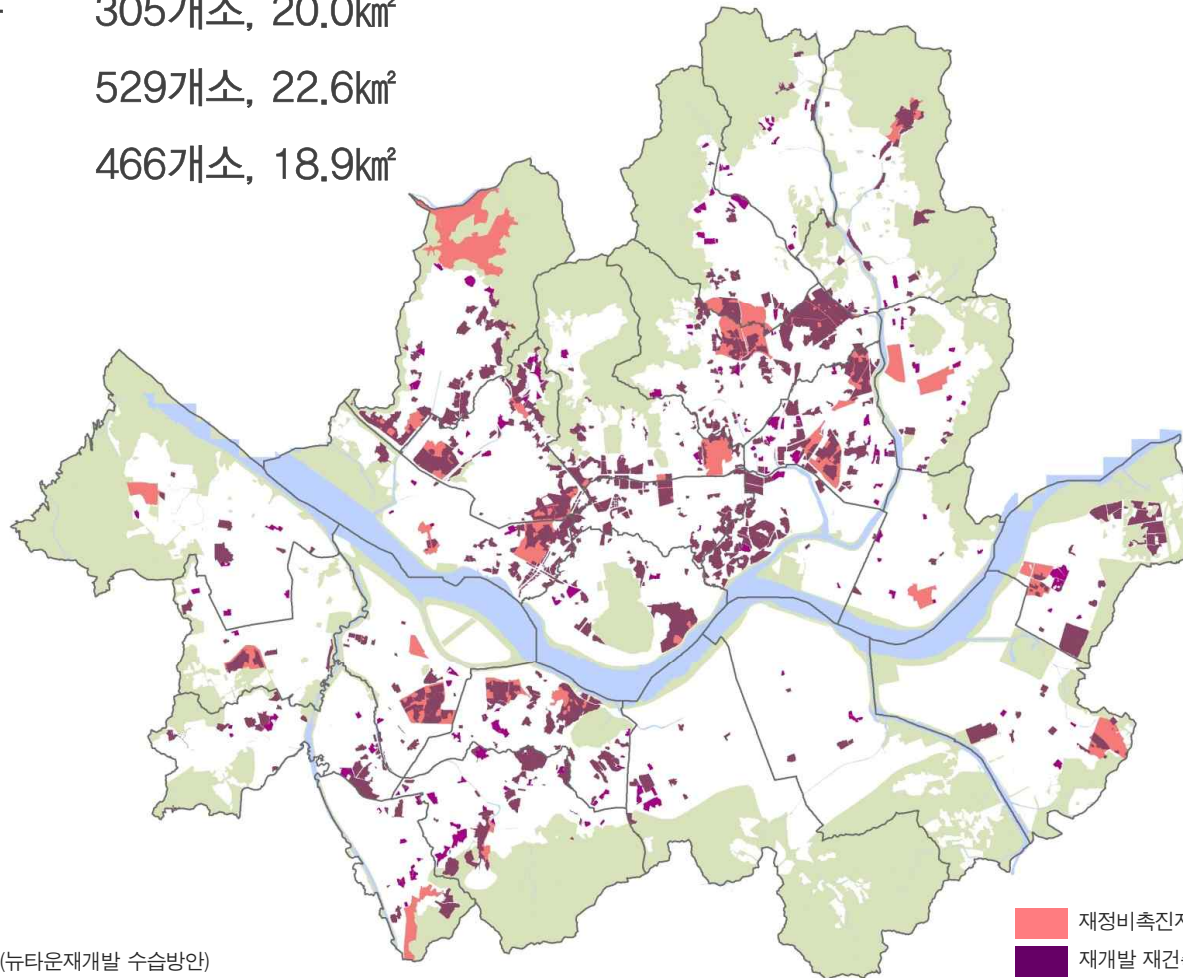 305개소, 20.0㎢
529개소, 22.6㎢
466개소, 18.9㎢
재정비촉진지
재개발 재건
(뉴타운재개발 수습방안)